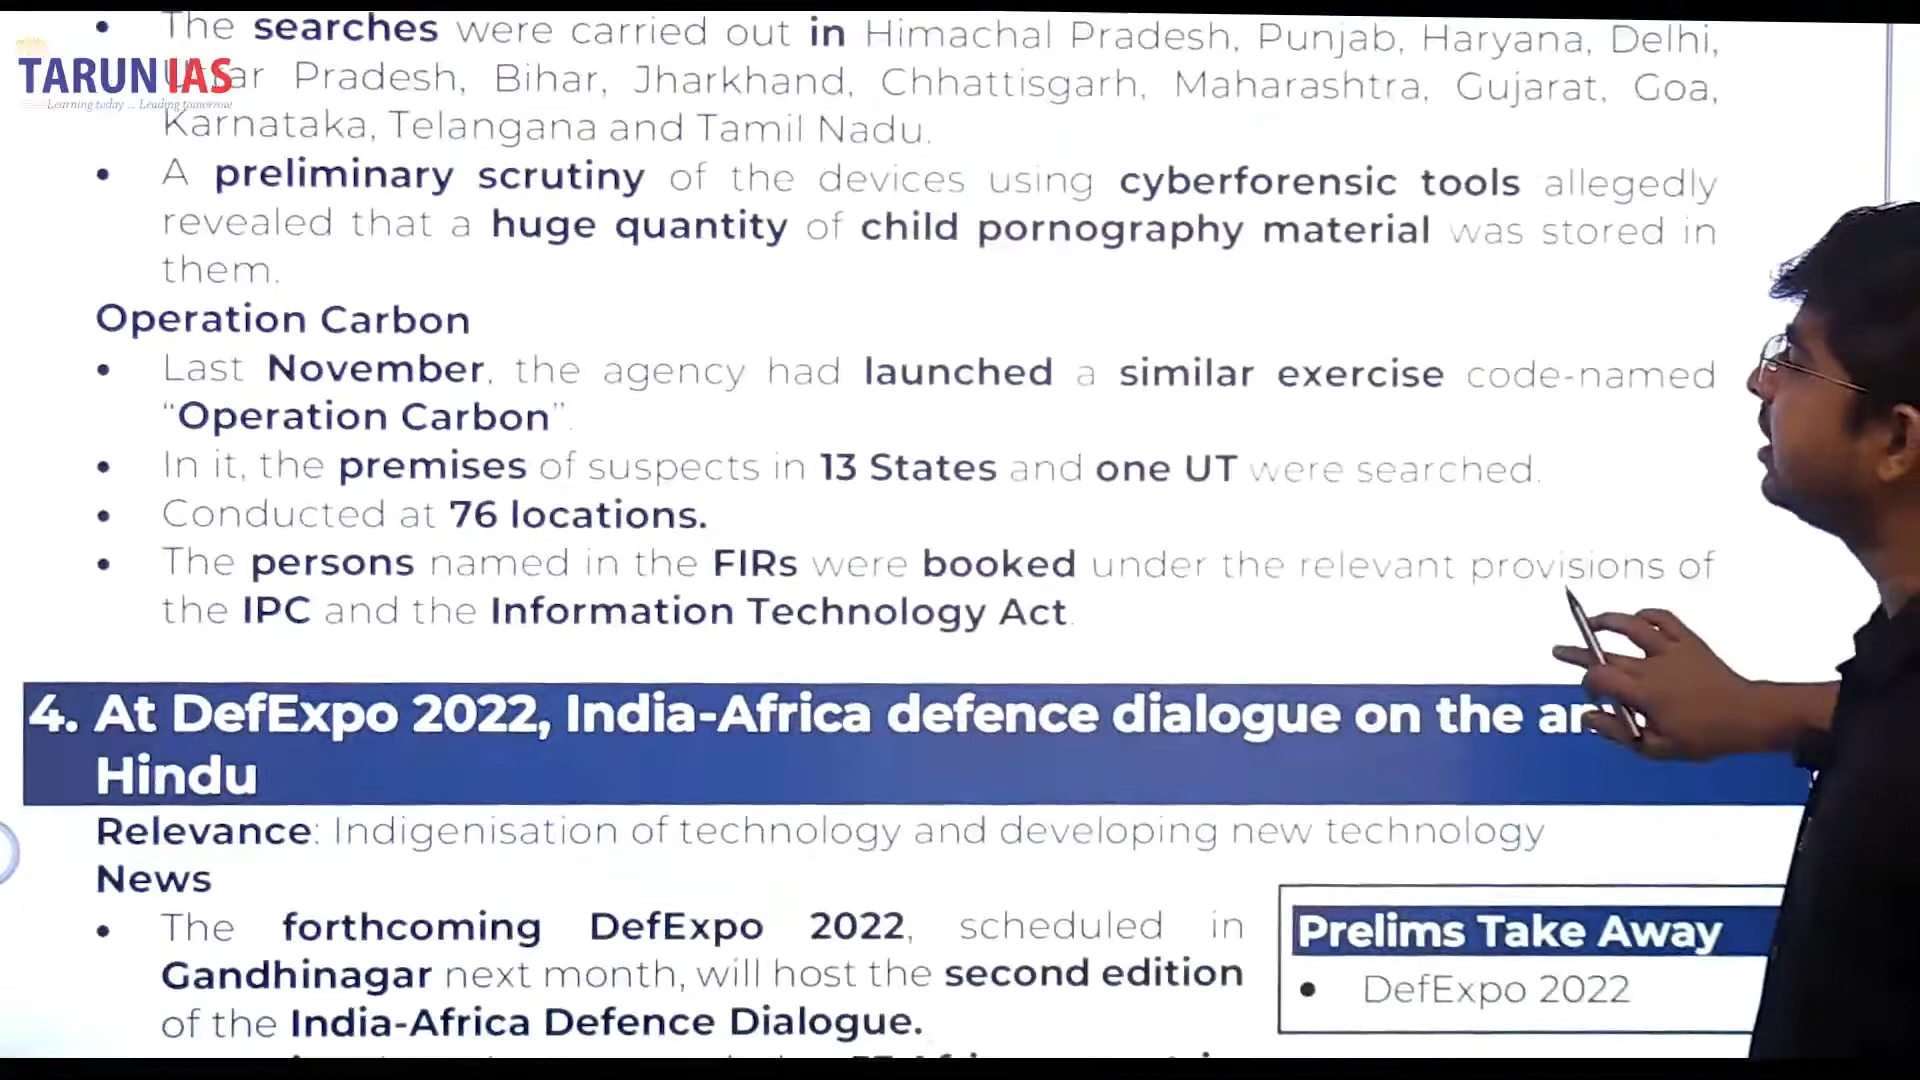 • The searches were carried out in Himachal Pradesh, Punjab, Haryana, Delhi,
TARUN IAS
ar Pradesh, Bihar, Jharkhand, Chhattisgarh, Maharashtra, Gujarat, Goa,
Learning today ... Leading tomorrow
Karnataka, Telangana and Tamil Nadu.
• A preliminary scrutiny of the devices using cyberforensic tools allegedly
revealed that a huge quantity of child pornography material was stored in
them.
Operation Carbon
• Last November, the agency had launched a similar exercise code-named
“Operation Carbon”.
• In it, the premises of suspects in 13 States and one UT were searched.
• Conducted at 76 locations.
• The persons named in the FIRs were booked under the relevant provisions of
the IPC and the Information Technology Act.
4. At DefExpo 2022, India-Africa defence dialogue on the
Hindu
Relevance: Indigenisation of technology and developing new technology
News
• The forthcoming DefExpo 2022, scheduled in
Gandhinagar next month, will host the second edition
of the India-Africa Defence Dialogue.
Prelims Take Away
• DefExpo 2022